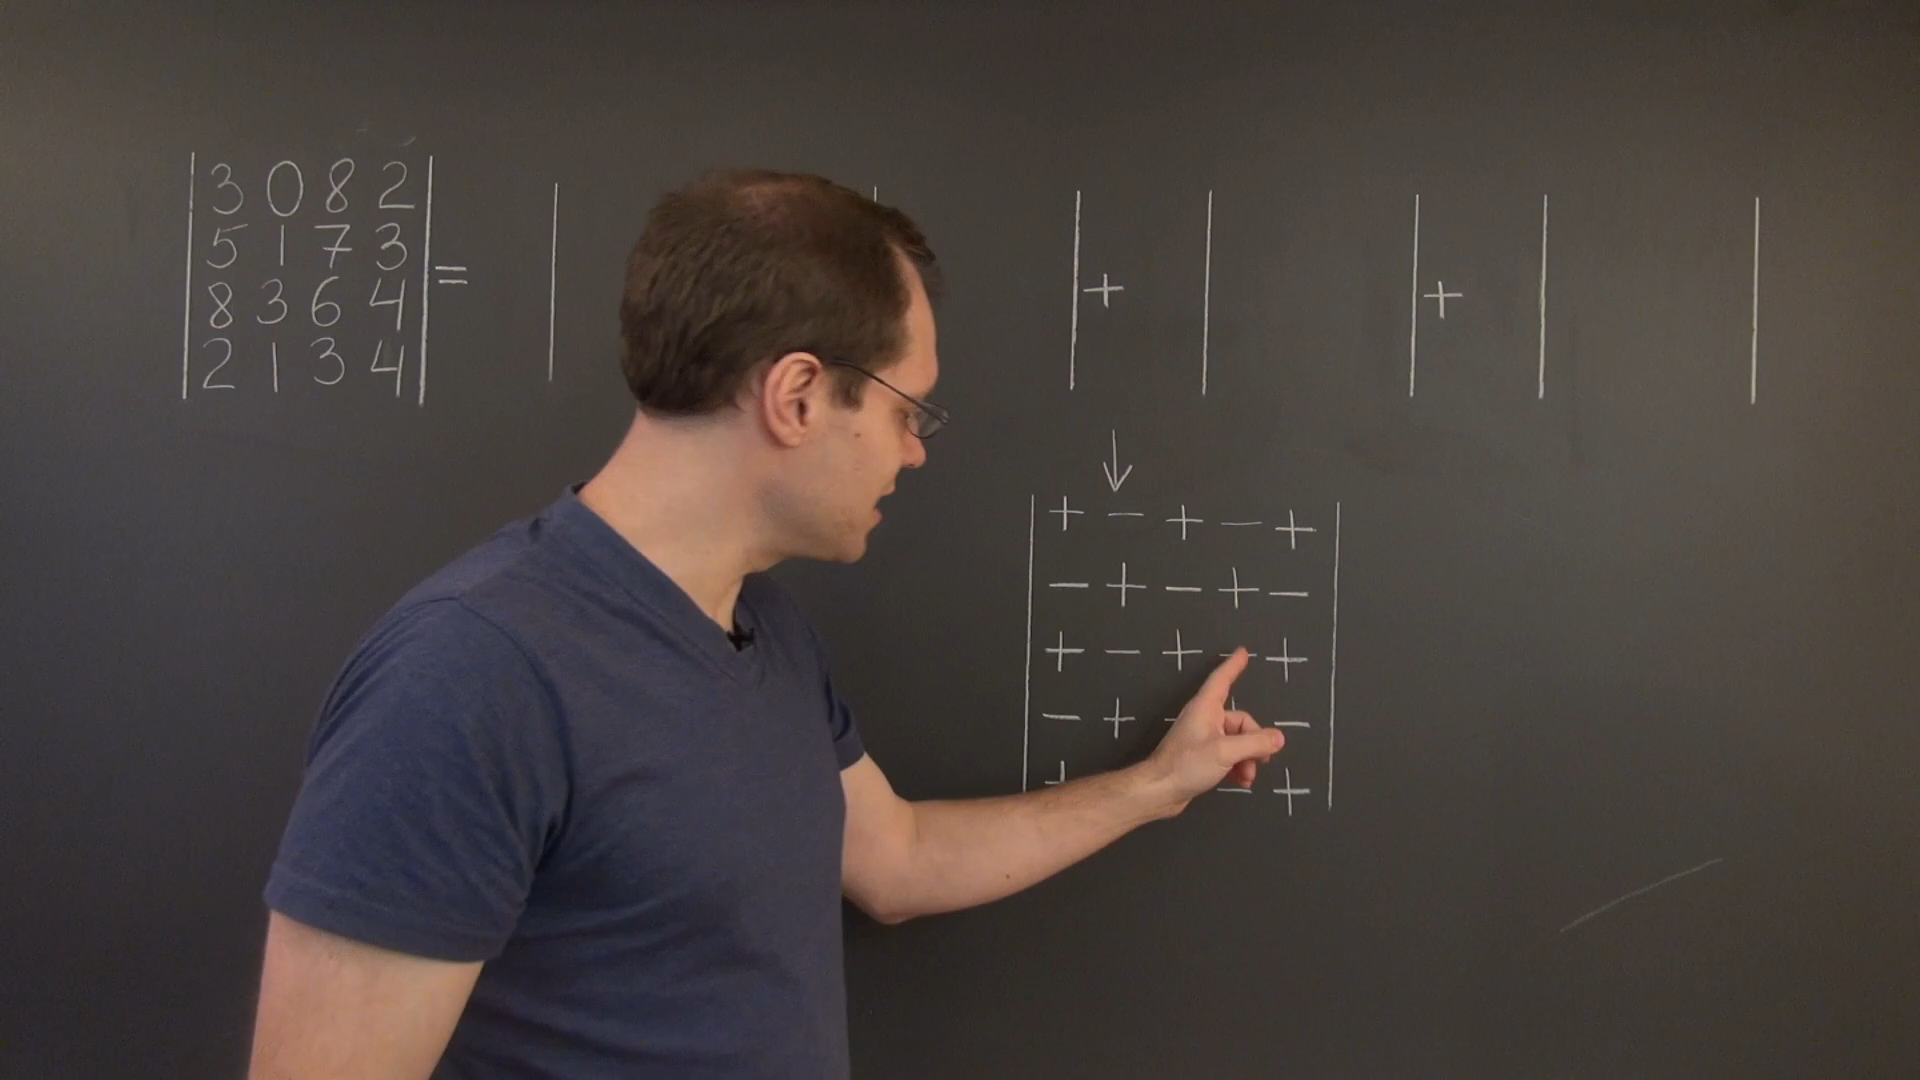 |3 0 8 2|
|5 1 7 3|
|8 3 6 4| = | | + | | + | |
|2 1 3 4|
↓
|+ − + − +|
|− + − + −|
|+ − + − +|
|− + − + −|
|+ − +|